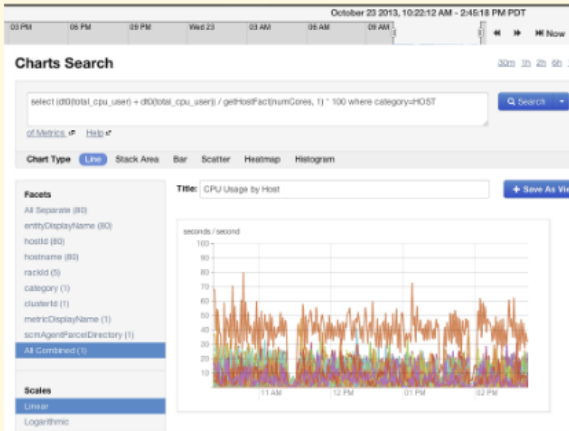 October 23 2013, 10:22:12 AM - 2:45:18 PM PDT
03 PM 06 PM 09 PM Wed 23 03 AM 06 AM 09 AM
Now
Charts Search
30m 1h 2h 6h
select (dt0(total_cpu_user) + dt0(total_cpu_user)) / getHostFact(numCores, 1) * 100 where category=HOST
Search
of Metrics Help
Chart Type Line Stack Area Bar Scatter Heatmap Histogram
Facets
Title: CPU Usage by Host
+ Save As Vie
All Separate (80)
entityDisplayName (80)
hostId (80)
hostname (80)
rackId (5)
category (1)
clusterId (1)
metricDisplayName (1)
scmAgentParcelDirectory (1)
All Combined (1)
seconds / second
100
90
80
70
60
50
40
30
20
10
11 AM 12 PM 01 PM 02 PM
Scales
Linear
Logarithmic